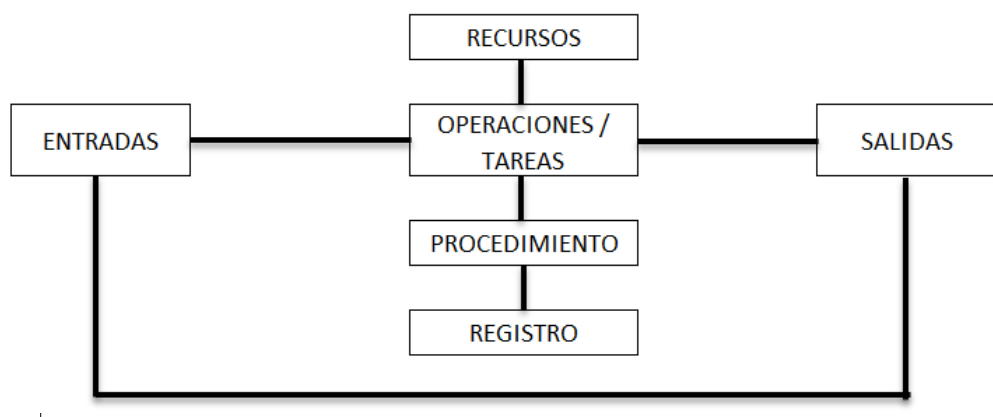 RECURSOS
ENTRADAS
OPERACIONES /
TAREAS
SALIDAS
PROCEDIMIENTO
REGISTRO